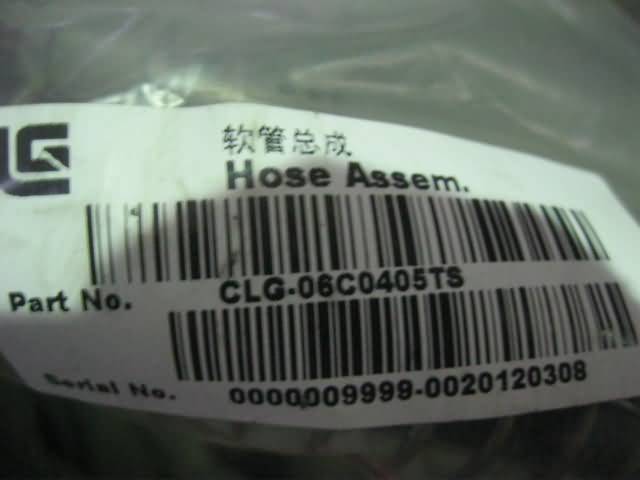 软管总成
Hose Assem.
Part No. CLG-06C0405TS
Serial No. 0000009999-0020120308